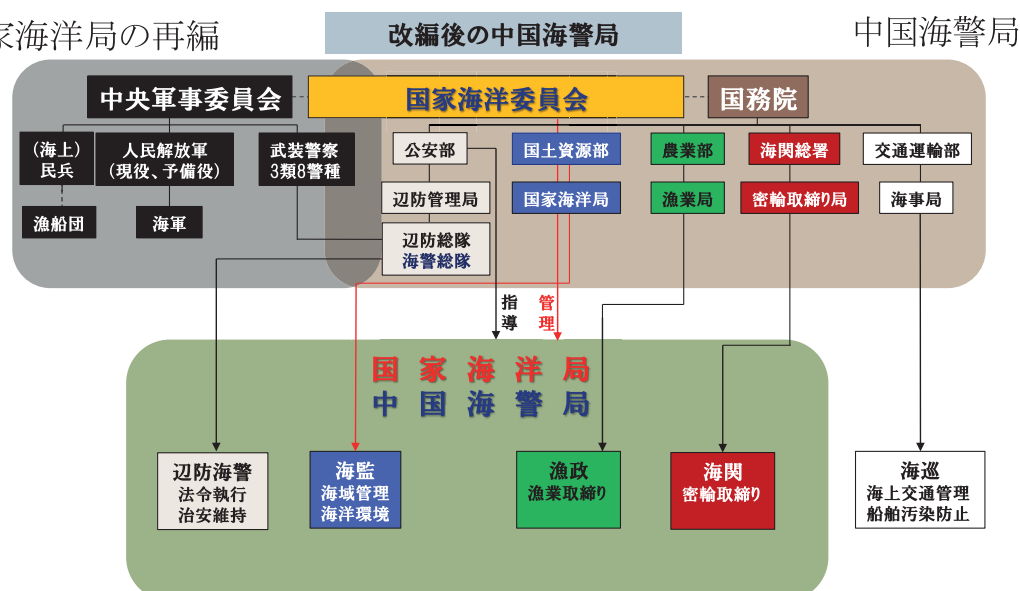 家海洋局の再編
改編後の中国海警局
中国海警局
中央軍事委員会
国家海洋委員会
国務院
(海上)
民兵
人民解放軍
(現役、予備役)
武装警察
3類8警種
公安部
国土資源部
農業部
海関総署
交通運輸部
漁船団
海軍
辺防管理局
国家海洋局
漁業局
密輸取締り局
海事局
辺防総隊
海警総隊
指導
管理
国家海洋局
中国海警局
辺防海警
法令執行
治安維持
海監
海域管理
海洋環境
漁政
漁業取締り
海関
密輸取締り
海巡
海上交通管理
船舶汚染防止